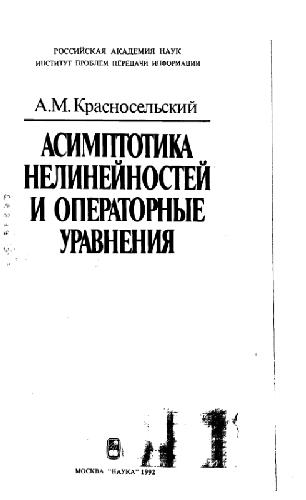 РОССИЙСКАЯ АКАДЕМИЯ НАУК
ИНСТИТУТ ПРОБЛЕМ ПЕРЕДАЧИ ИНФОРМАЦИИ
А.М.Красносельский
АСИМПТОТИКА
НЕЛИНЕЙНОСТЕЙ
И ОПЕРАТОРНЫЕ
УРАВНЕНИЯ
МОСКВА "НАУКА" 1992